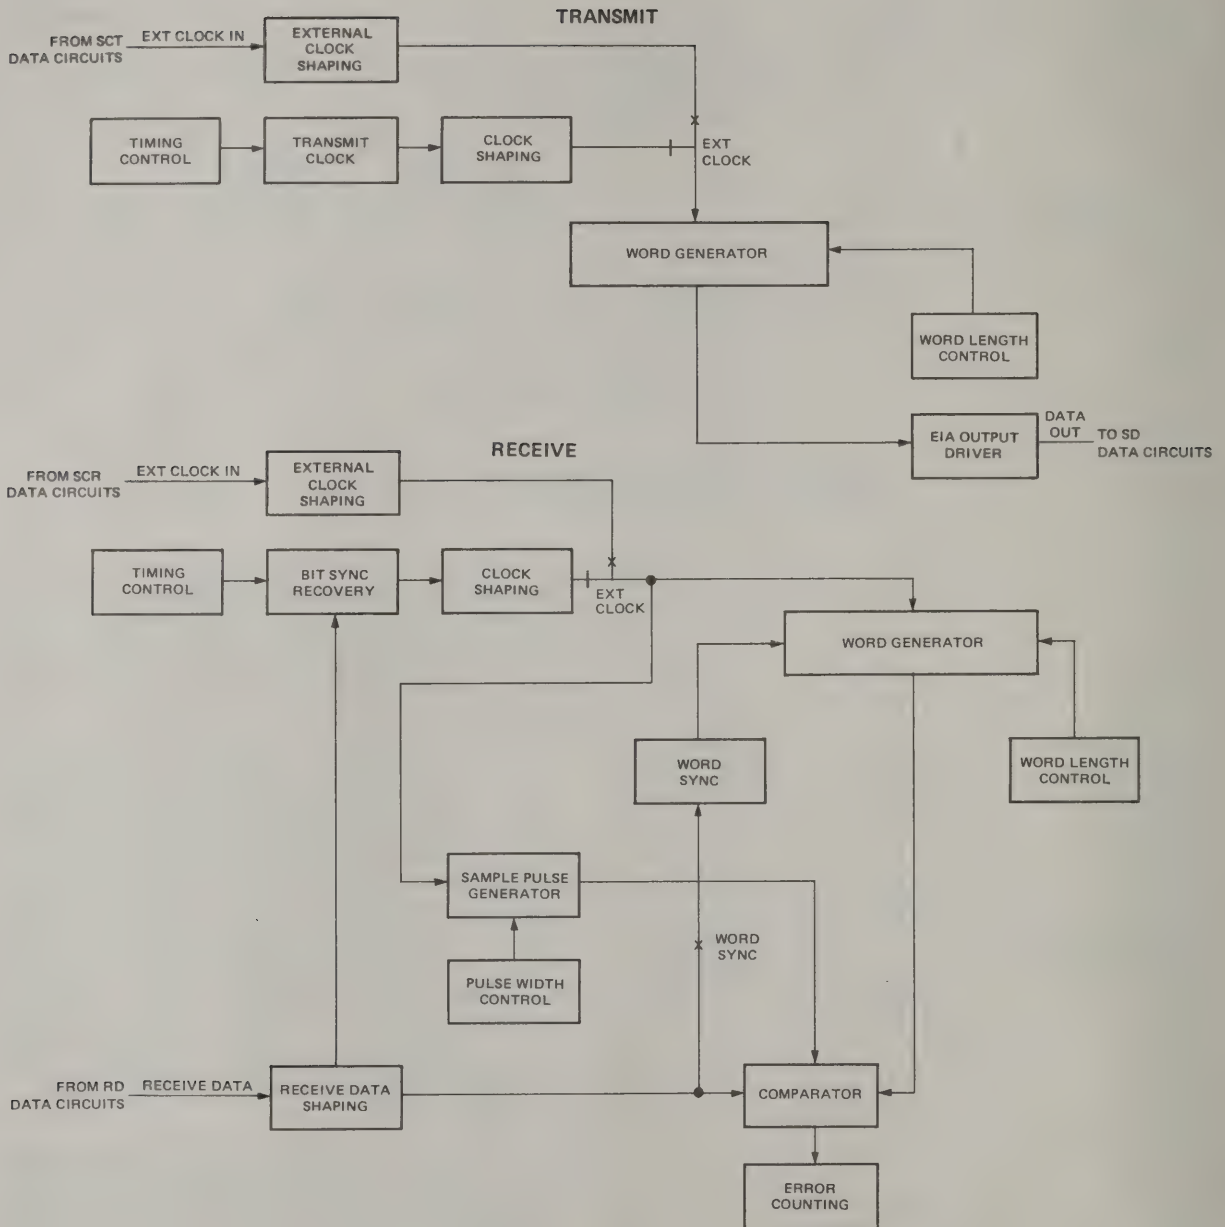 TRANSMIT
FROM SCT
DATA CIRCUITS
EXT CLOCK IN
EXTERNAL
CLOCK
SHAPING
TIMING
CONTROL
TRANSMIT
CLOCK
CLOCK
SHAPING
EXT
CLOCK
WORD GENERATOR
WORD LENGTH
CONTROL
EIA OUTPUT
DRIVER
DATA
OUT
TO SD
DATA CIRCUITS
RECEIVE
FROM SCR
DATA CIRCUITS
EXT CLOCK IN
EXTERNAL
CLOCK
SHAPING
TIMING
CONTROL
BIT SYNC
RECOVERY
CLOCK
SHAPING
EXT
CLOCK
WORD GENERATOR
WORD
SYNC
WORD LENGTH
CONTROL
SAMPLE PULSE
GENERATOR
WORD
SYNC
PULSE WIDTH
CONTROL
FROM RD
DATA CIRCUITS
RECEIVE DATA
RECEIVE DATA
SHAPING
COMPARATOR
ERROR
COUNTING